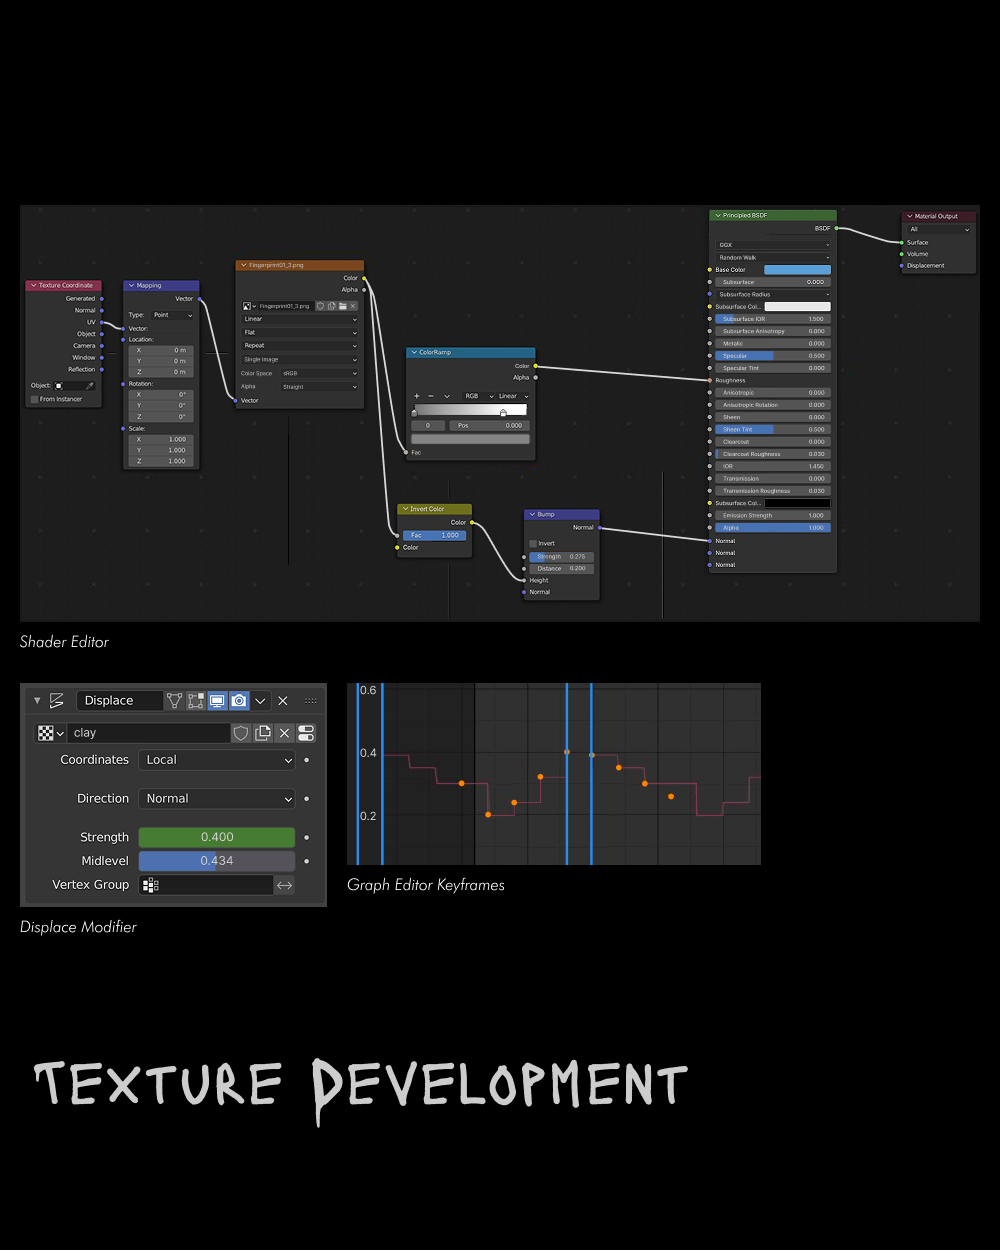 Texture Coordinate
Generated
Normal
UV
Object
Camera
Window
Reflection
Object:
From Instancer
Mapping
Vector
Type: Point
Vector:
Location:
X 0 m
Y 0 m
Z 0 m
Rotation:
X 0°
Y 0°
Z 0°
Scale:
X 1.000
Y 1.000
Z 1.000
Fingerprint01_3.png
Color
Alpha
Fingerprint01_3.png
Linear
Flat
Repeat
Single Image
Color Space sRGB
Alpha Straight
Vector
ColorRamp
Color
Alpha
RGB Linear
0 Pos 0.000
Fac
Invert Color
Color
Fac 1.000
Color
Bump
Normal
Invert
Strength 0.275
Distance 0.200
Height
Normal
Principled BSDF
BSDF
GGX
Random Walk
Base Color
Subsurface 0.000
Subsurface Radius
Subsurface Col...
Subsurface IOR 1.500
Subsurface Anisotropy 0.000
Metallic 0.000
Specular 0.500
Specular Tint 0.000
Roughness
Anisotropic 0.000
Anisotropic Rotation 0.000
Sheen 0.000
Sheen Tint 0.500
Clearcoat 0.000
Clearcoat Roughness 0.030
IOR 1.450
Transmission 0.000
Transmission Roughness 0.030
Subsurface Col...
Emission Strength 1.000
Alpha 1.000
Normal
Normal
Normal
Material Output
All
Surface
Volume
Displacement
Shader Editor
Displace
clay
Coordinates Local
Direction Normal
Strength 0.400
Midlevel 0.434
Vertex Group
Displace Modifier
0.6
0.4
0.2
Graph Editor Keyframes
TEXTURE DEVELOPMENT